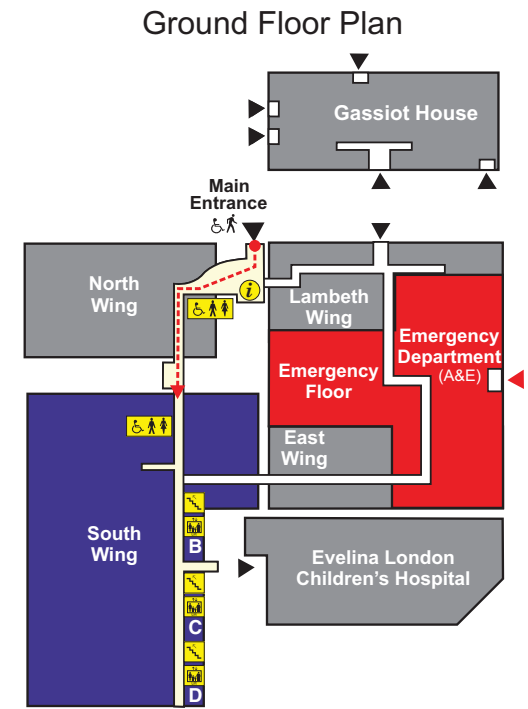 Ground Floor Plan
Gassiot House
Main
Entrance
North
Wing
i
Lambeth
Wing
Emergency
Department
(A&E)
Emergency
Floor
East
Wing
South
Wing
B
Evelina London
Children's Hospital
C
D